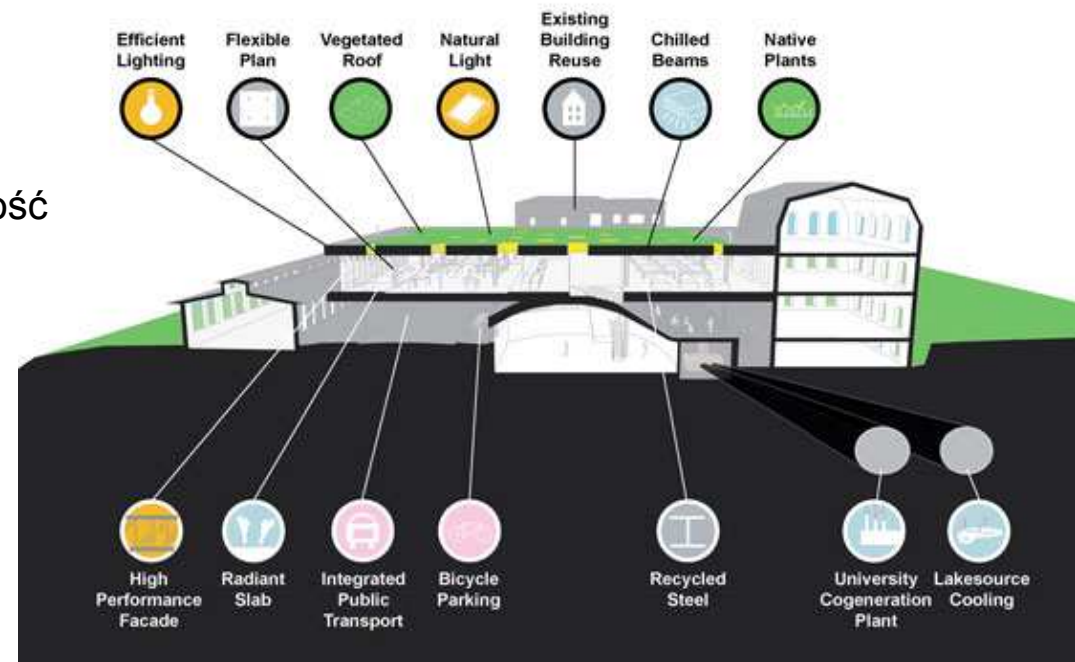 Efficient
Lighting
Flexible
Plan
Vegetated
Roof
Natural
Light
Existing
Building
Reuse
Chilled
Beams
Native
Plants
ość
High
Performance
Facade
Radiant
Slab
Integrated
Public
Transport
Bicycle
Parking
Recycled
Steel
University
Cogeneration
Plant
Lakesource
Cooling